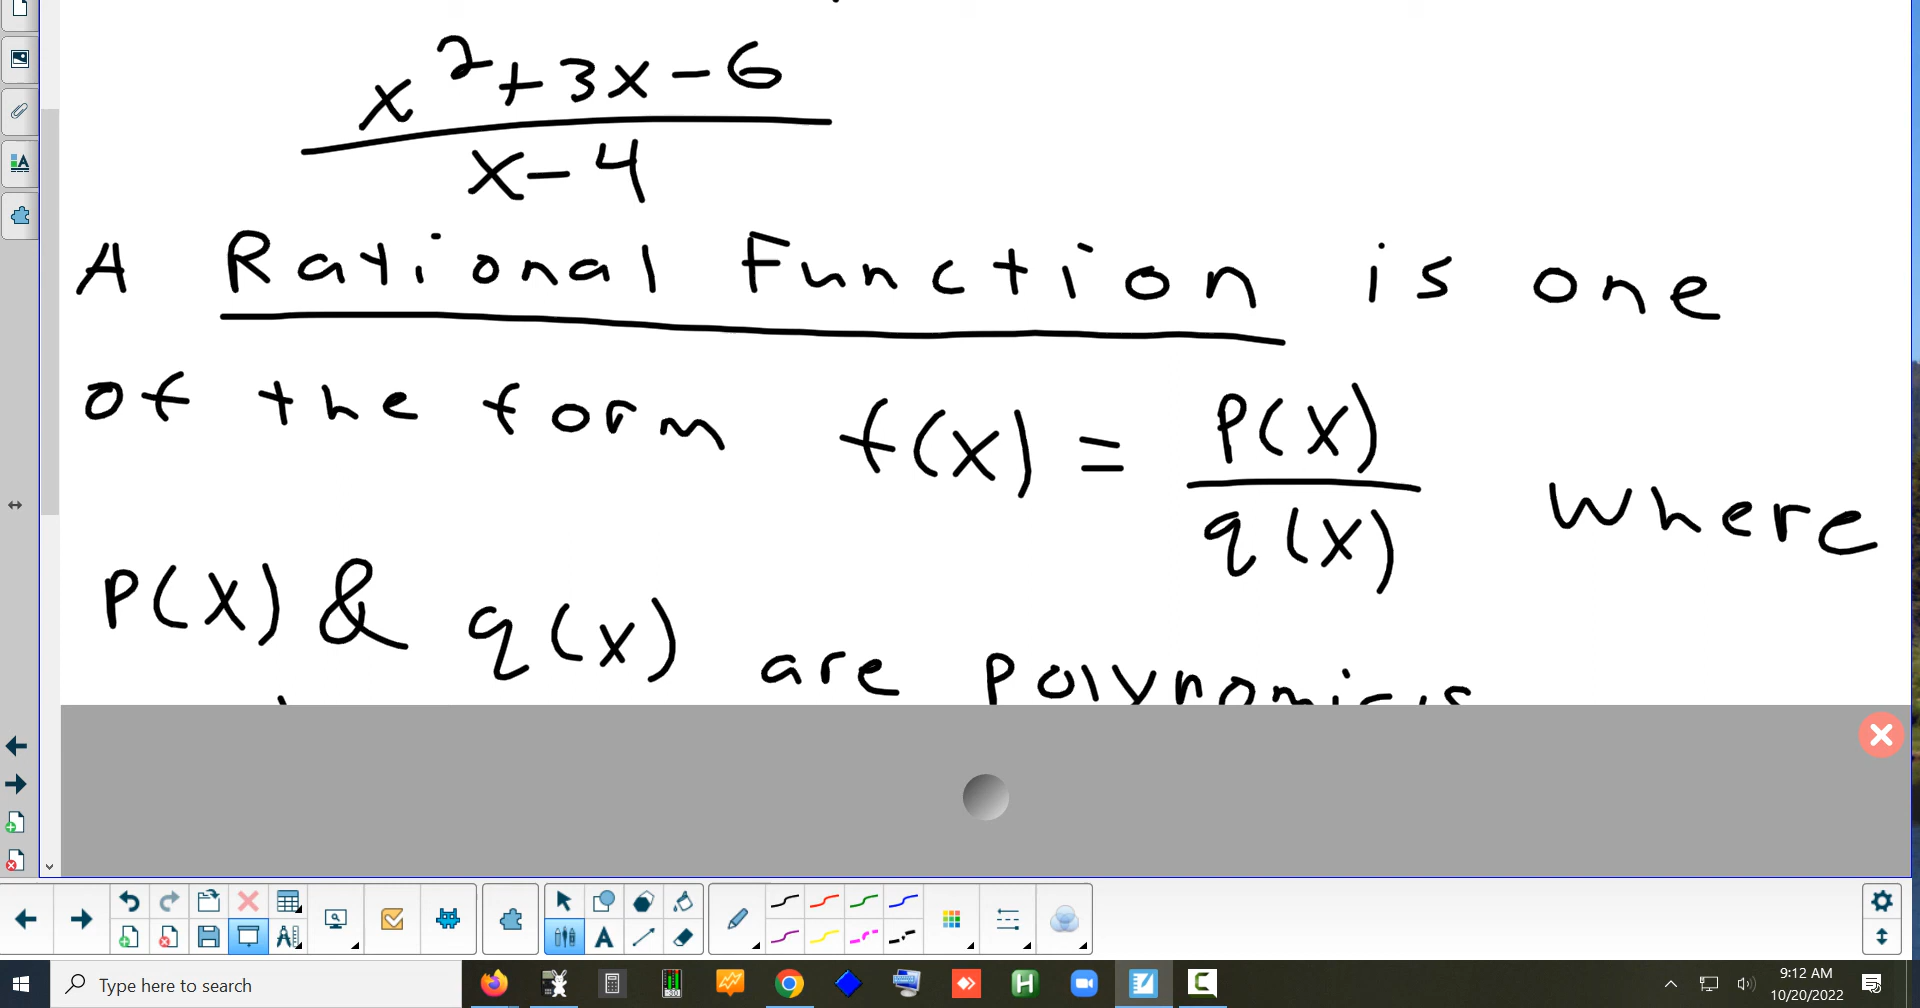 x²+3x-6
x-4
A Rational Function is one
of the form f(x) = P(x)/q(x) where
P(x) & q(x) are polynomials
Type here to search
9:12 AM
10/20/2022